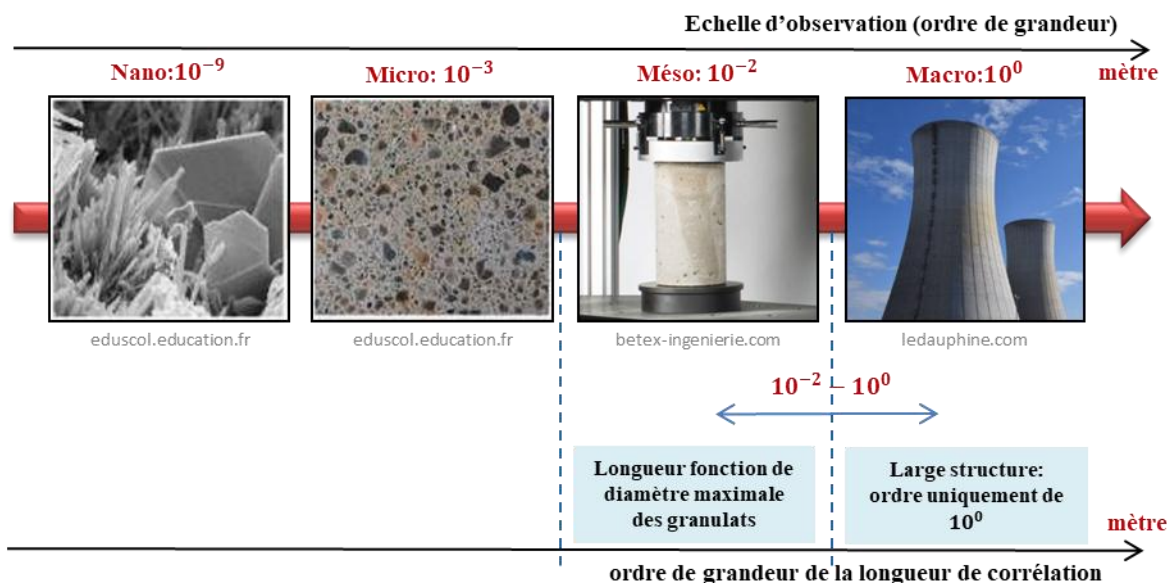 Echelle d'observation (ordre de grandeur)
Nano:10⁻⁹
Micro: 10⁻³
Méso: 10⁻²
Macro:10⁰
mètre
eduscol.education.fr
eduscol.education.fr
betex-ingenierie.com
ledauphine.com
10⁻² – 10⁰
Longueur fonction de
diamètre maximale
des granulats
Large structure:
ordre uniquement de
10⁰
mètre
ordre de grandeur de la longueur de corrélation